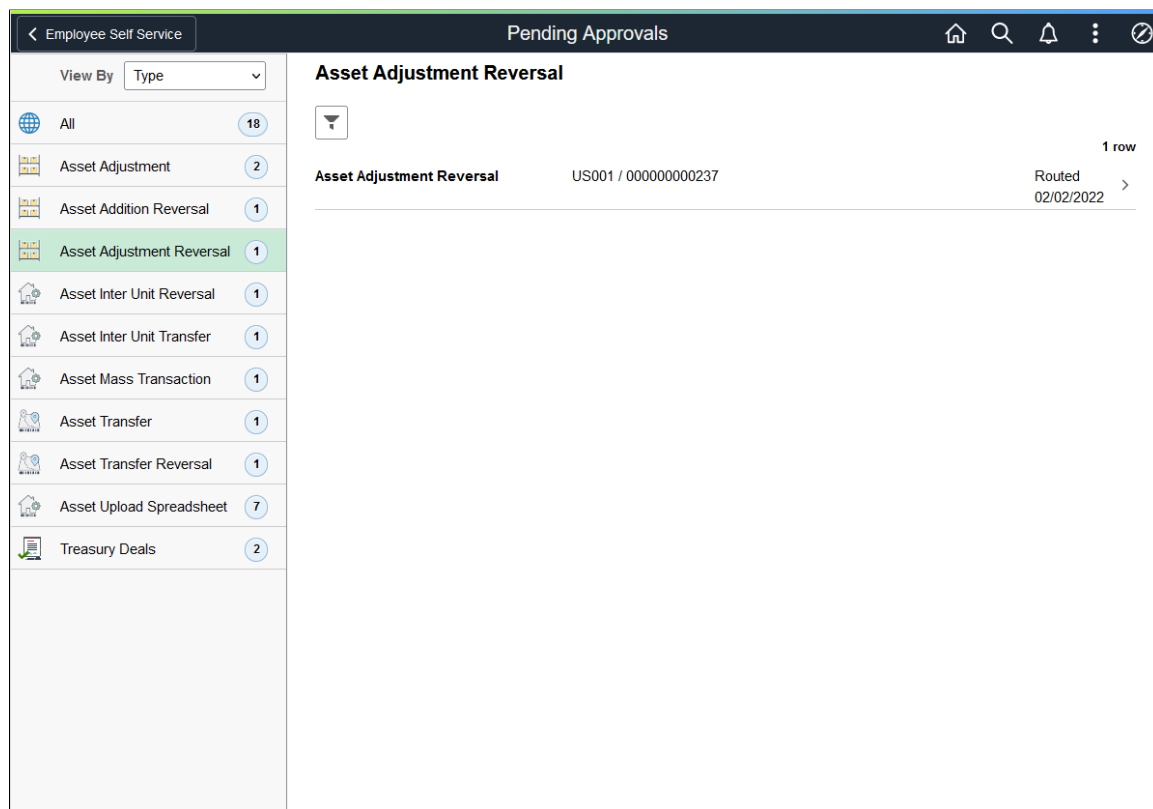 Employee Self Service
Pending Approvals
View By Type
All 18
Asset Adjustment 2
Asset Addition Reversal 1
Asset Adjustment Reversal 1
Asset Inter Unit Reversal 1
Asset Inter Unit Transfer 1
Asset Mass Transaction 1
Asset Transfer 1
Asset Transfer Reversal 1
Asset Upload Spreadsheet 7
Treasury Deals 2
Asset Adjustment Reversal
1 row
Asset Adjustment Reversal US001 / 000000000237 Routed
02/02/2022